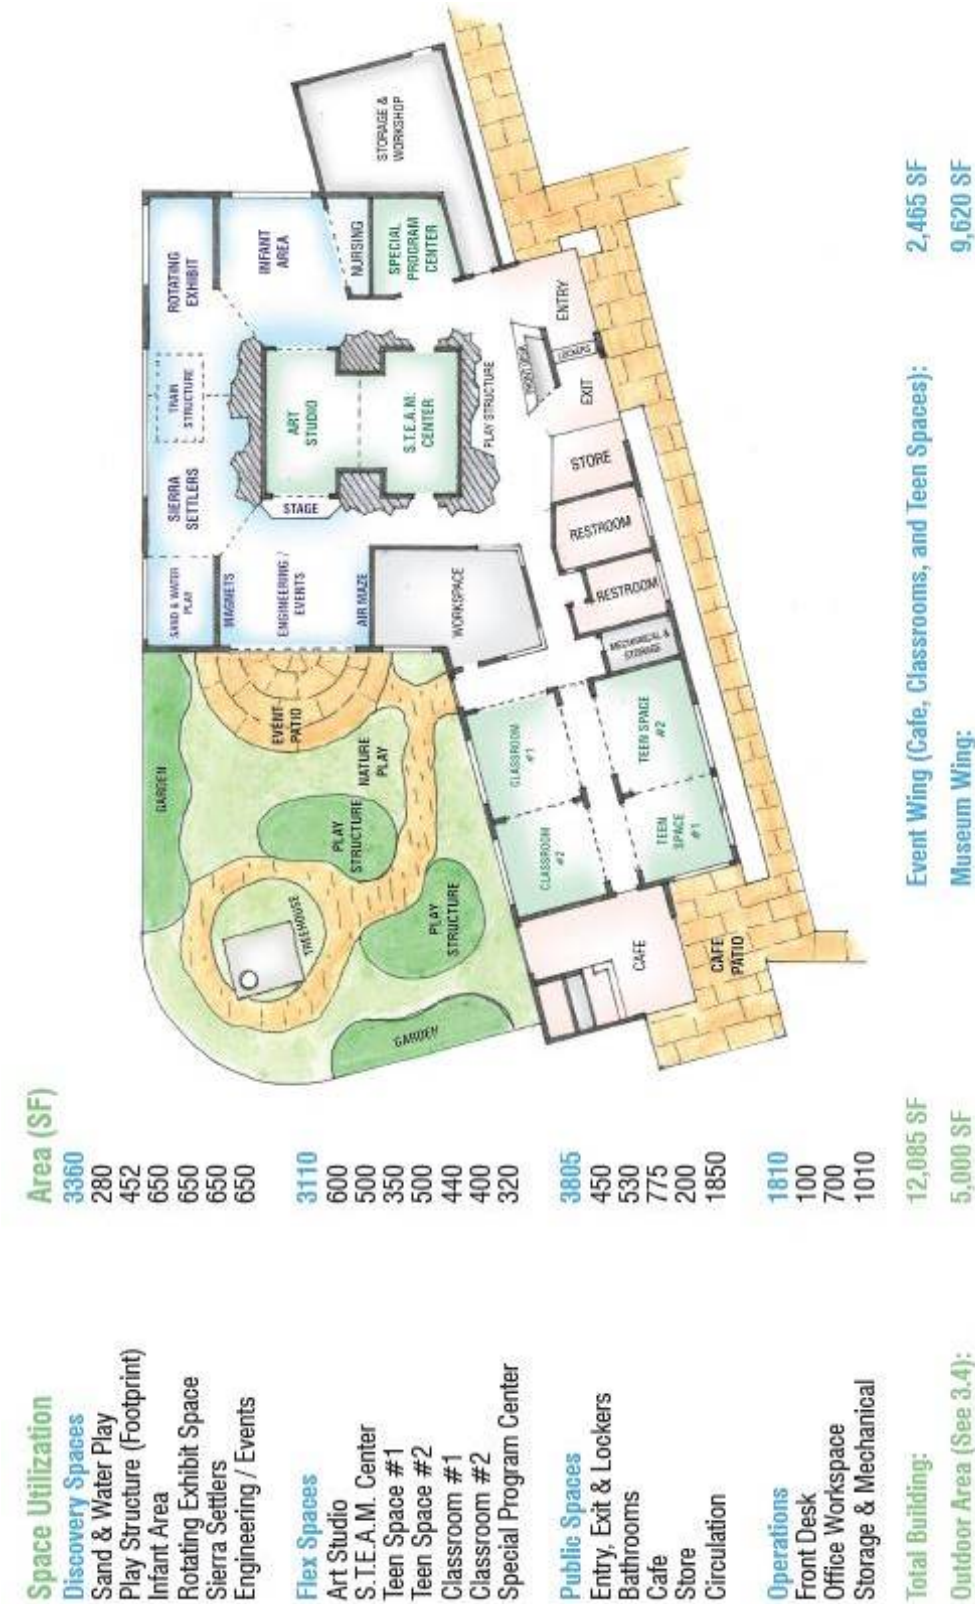 Space Utilization Area (SF)
Discovery Spaces 3360
Sand & Water Play 280
Play Structure (Footprint) 452
Infant Area 650
Rotating Exhibit Space 650
Sierra Settlers 650
Engineering / Events 650
Flex Spaces 3110
Art Studio 600
S.T.E.A.M. Center 500
Teen Space #1 350
Teen Space #2 500
Classroom #1 440
Classroom #2 400
Special Program Center 320
Public Spaces 3805
Entry, Exit & Lockers 450
Bathrooms 530
Cafe 775
Store 200
Circulation 1850
Operations 1810
Front Desk 100
Office Workspace 700
Storage & Mechanical 1010
Total Building: 12,085 SF
Outdoor Area (See 3.4): 5,000 SF
Event Wing (Cafe, Classrooms, and Teen Spaces): 2,465 SF
Museum Wing: 9,620 SF
GARDEN
SAND & WATER
PLAY
SIERRA
SETTLERS
TRAIN
STRUCTURE
ROTATING
EXHIBIT
MAGNETS
ENGINEERING /
EVENTS
AIR MAZE
STAGE
ART
STUDIO
INFANT
AREA
NURSING
SPECIAL
PROGRAM
CENTER
STORAGE &
WORKSHOP
EVENT
PATIO
NATURE
PLAY
PLAY
STRUCTURE
TREEHOUSE
PLAY
STRUCTURE
GARDEN
S.T.E.A.M.
CENTER
WORKSPACE
PLAY STRUCTURE
FRONT DESK
LOCKERS
ENTRY
EXIT
STORE
RESTROOM
RESTROOM
MECHANICAL &
STORAGE
CLASSROOM
#1
CLASSROOM
#2
TEEN SPACE
#2
TEEN
SPACE
#1
CAFE
CAFE
PATIO